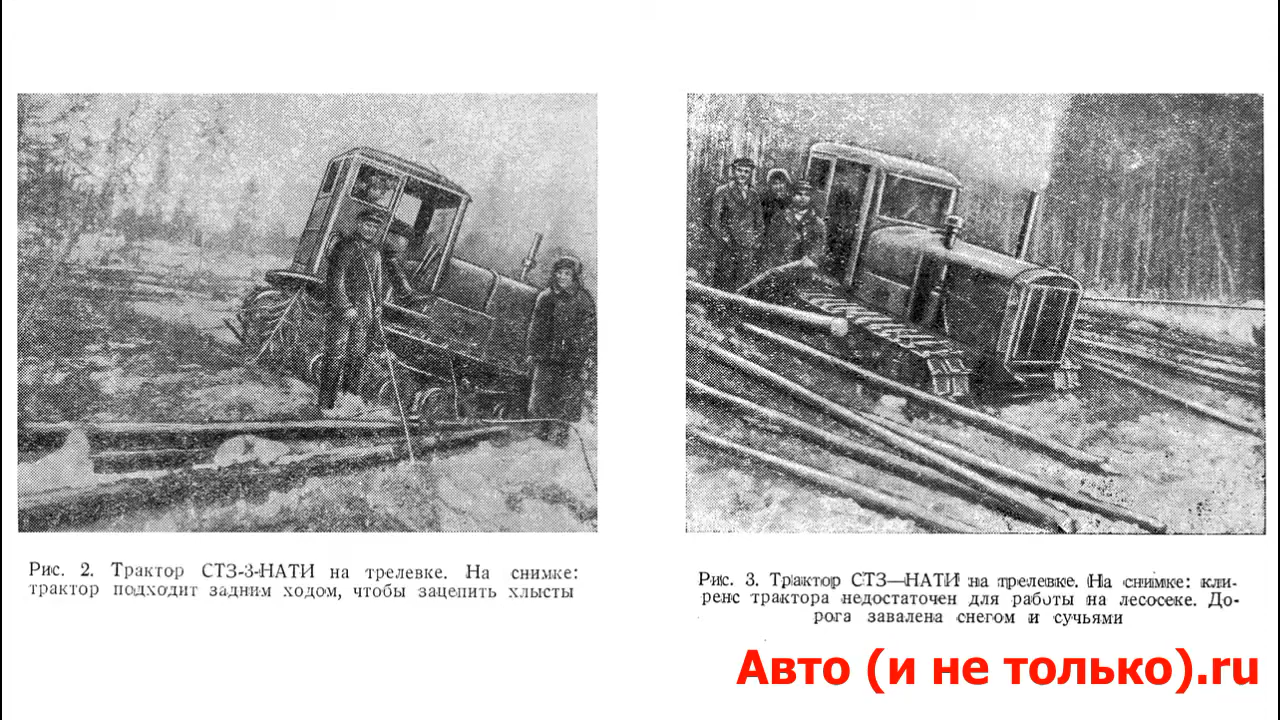 Рис. 2. Трактор СТЗ-3-НАТИ на трелевке. На снимке:
трактор подходит задним ходом, чтобы зацепить хлысты
Рис. 3. Трактор СТЗ—НАТИ на трелевке. На снимке: кли-
ренс трактора недостаточен для работы на лесосеке. До-
рога завалена снегом и сучьями
Авто (и не только).ru